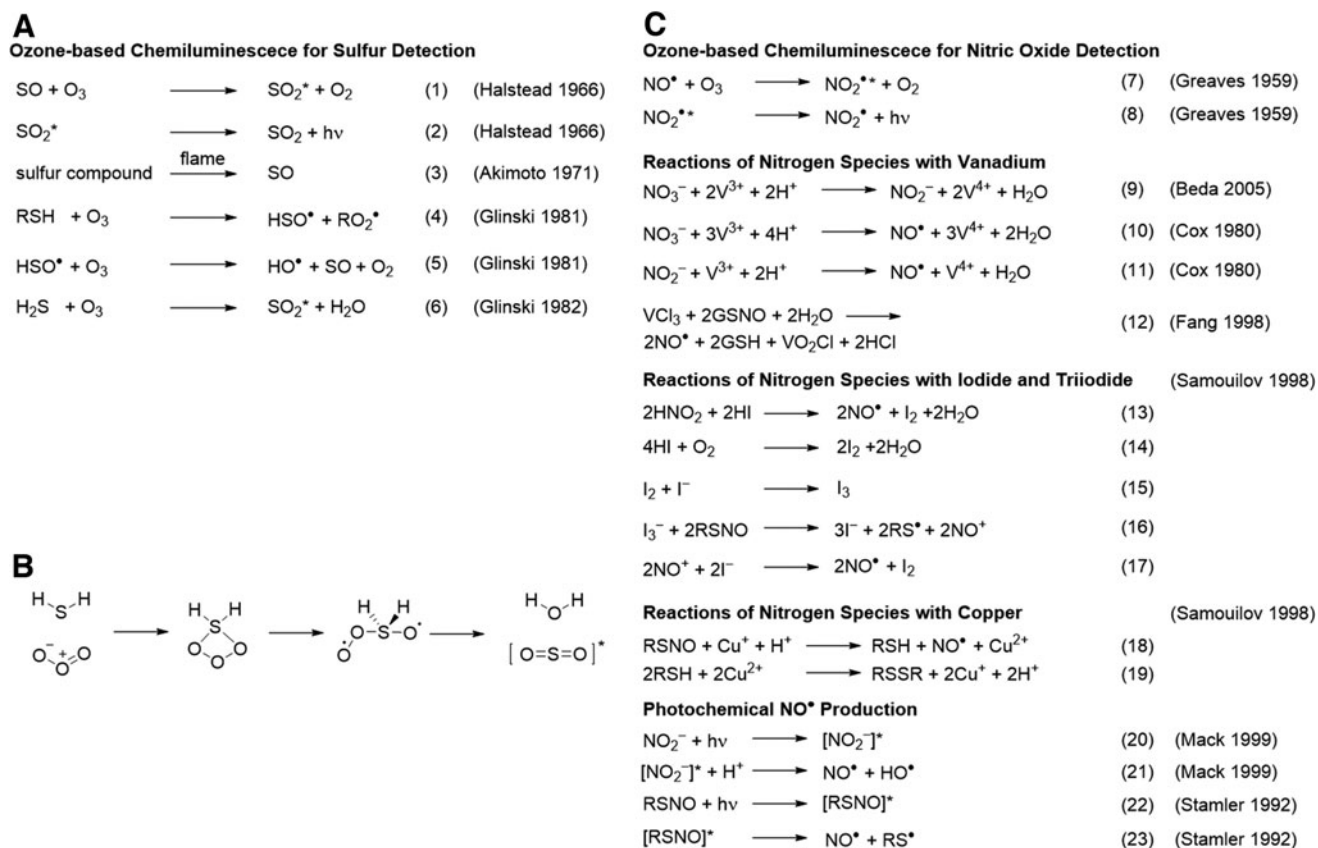 A
Ozone-based Chemiluminescece for Sulfur Detection
SO + O₃ ⟶ SO₂* + O₂ (1) (Halstead 1966)
SO₂* ⟶ SO₂ + hν (2) (Halstead 1966)
flame
sulfur compound ⟶ SO (3) (Akimoto 1971)
RSH + O₃ ⟶ HSO• + RO₂• (4) (Glinski 1981)
HSO• + O₃ ⟶ HO• + SO + O₂ (5) (Glinski 1981)
H₂S + O₃ ⟶ SO₂* + H₂O (6) (Glinski 1982)
B
H S H
O⁻ O⁺ O
H H
S
O O O
H H
O S O•
•O
H O H
[ O=S=O ]*
C
Ozone-based Chemiluminescece for Nitric Oxide Detection
NO• + O₃ ⟶ NO₂•* + O₂ (7) (Greaves 1959)
NO₂•* ⟶ NO₂• + hν (8) (Greaves 1959)
Reactions of Nitrogen Species with Vanadium
NO₃⁻ + 2V³⁺ + 2H⁺ ⟶ NO₂⁻ + 2V⁴⁺ + H₂O (9) (Beda 2005)
NO₃⁻ + 3V³⁺ + 4H⁺ ⟶ NO• + 3V⁴⁺ + 2H₂O (10) (Cox 1980)
NO₂⁻ + V³⁺ + 2H⁺ ⟶ NO• + V⁴⁺ + H₂O (11) (Cox 1980)
VCl₃ + 2GSNO + 2H₂O ⟶ (12) (Fang 1998)
2NO• + 2GSH + VO₂Cl + 2HCl
Reactions of Nitrogen Species with Iodide and Triiodide (Samouilov 1998)
2HNO₂ + 2HI ⟶ 2NO• + I₂ +2H₂O (13)
4HI + O₂ ⟶ 2I₂ +2H₂O (14)
I₂ + I⁻ ⟶ I₃ (15)
I₃⁻ + 2RSNO ⟶ 3I⁻ + 2RS• + 2NO⁺ (16)
2NO⁺ + 2I⁻ ⟶ 2NO• + I₂ (17)
Reactions of Nitrogen Species with Copper (Samouilov 1998)
RSNO + Cu⁺ + H⁺ ⟶ RSH + NO• + Cu²⁺ (18)
2RSH + 2Cu²⁺ ⟶ RSSR + 2Cu⁺ + 2H⁺ (19)
Photochemical NO• Production
NO₂⁻ + hν ⟶ [NO₂⁻]* (20) (Mack 1999)
[NO₂⁻]* + H⁺ ⟶ NO• + HO• (21) (Mack 1999)
RSNO + hν ⟶ [RSNO]* (22) (Stamler 1992)
[RSNO]* ⟶ NO• + RS• (23) (Stamler 1992)